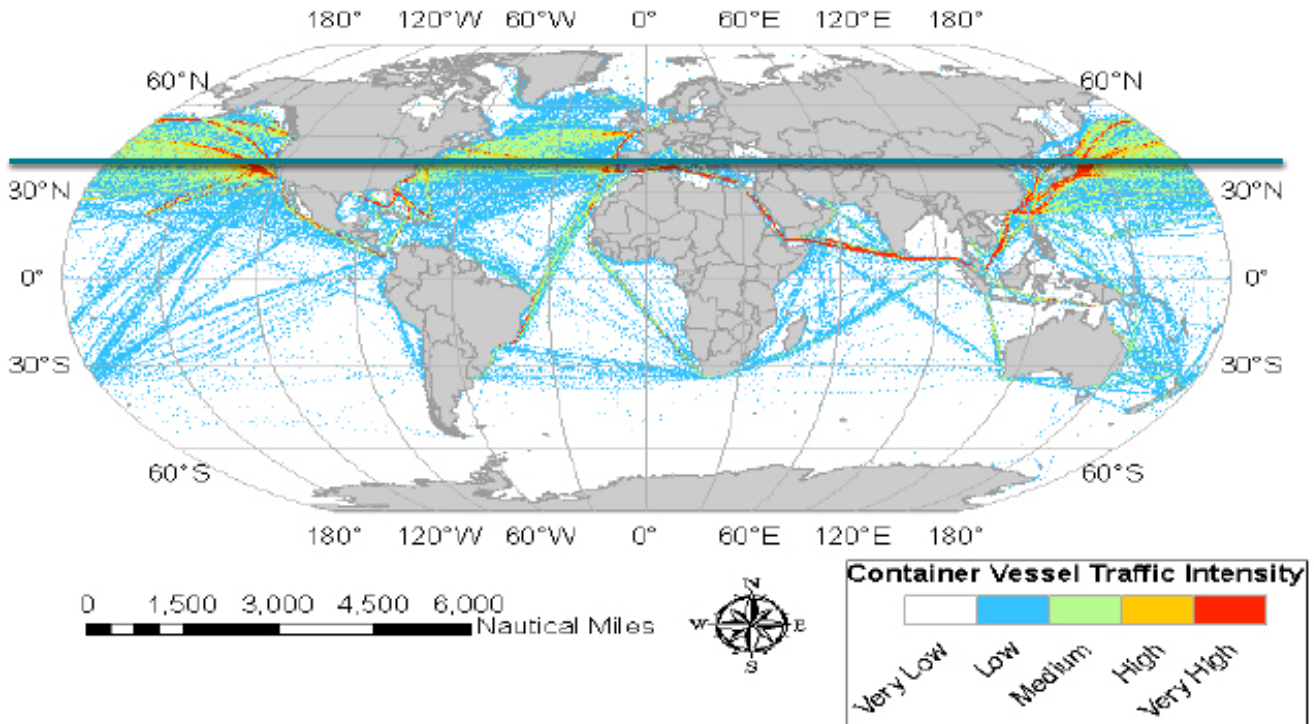 180° 120°W 60°W 0° 60°E 120°E 180°
60°N 60°N
30°N 30°N
0° 0°
30°S 30°S
60°S 60°S
180° 120°W 60°W 0° 60°E 120°E 180°
0 1,500 3,000 4,500 6,000
Nautical Miles
N
W E
S
Container Vessel Traffic Intensity
Very Low Low Medium High Very High